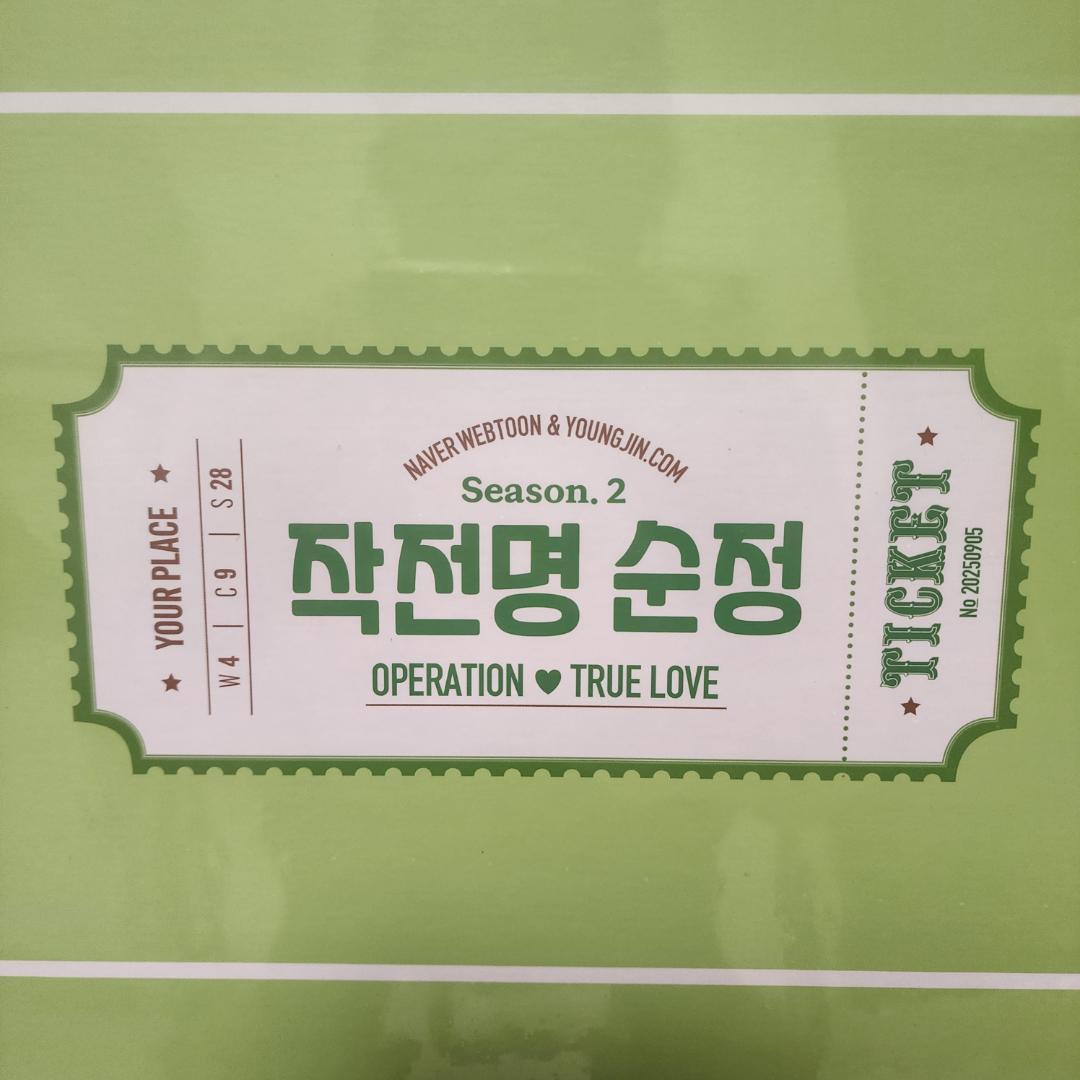 YOUR PLACE
W 4 | C 9 | S 28
NAVER WEBTOON & YOUNGJIN.COM
Season. 2
작전명 순정
OPERATION ♥ TRUE LOVE
TICKET
№ 20250905